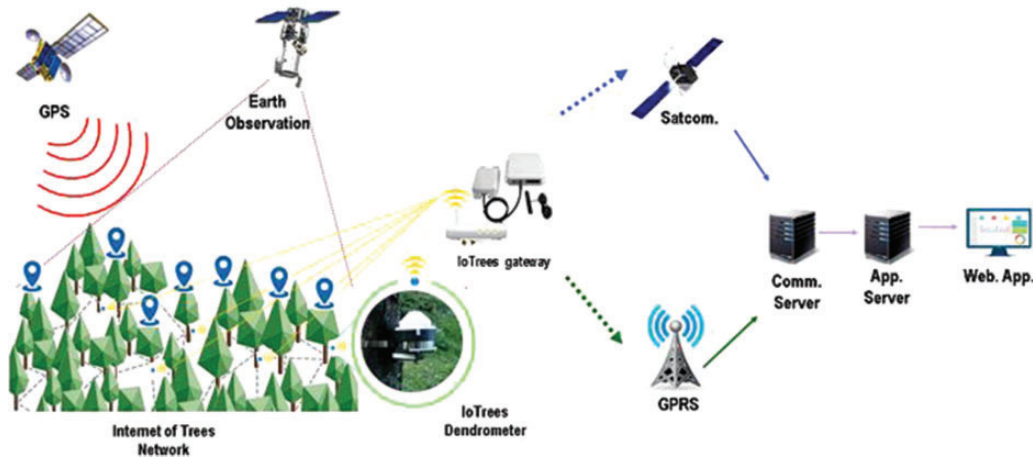 GPS
Earth
Observation
Satcom.
IoTrees gateway
Comm.
Server
App.
Server
Web. App.
GPRS
IoTrees
Dendrometer
Internet of Trees
Network